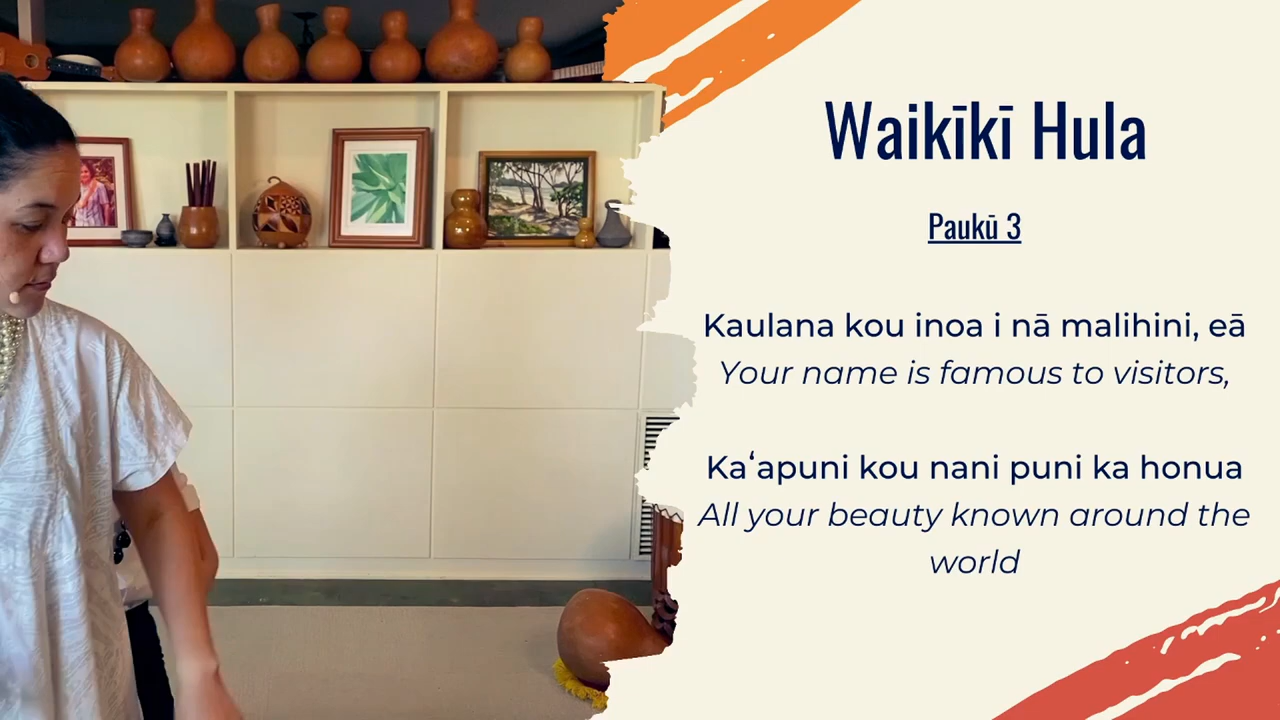 Waikīkī Hula
Paukū 3
Kaulana kou inoa i nā malihini, eā
Your name is famous to visitors,
Kaʻapuni kou nani puni ka honua
All your beauty known around the
world